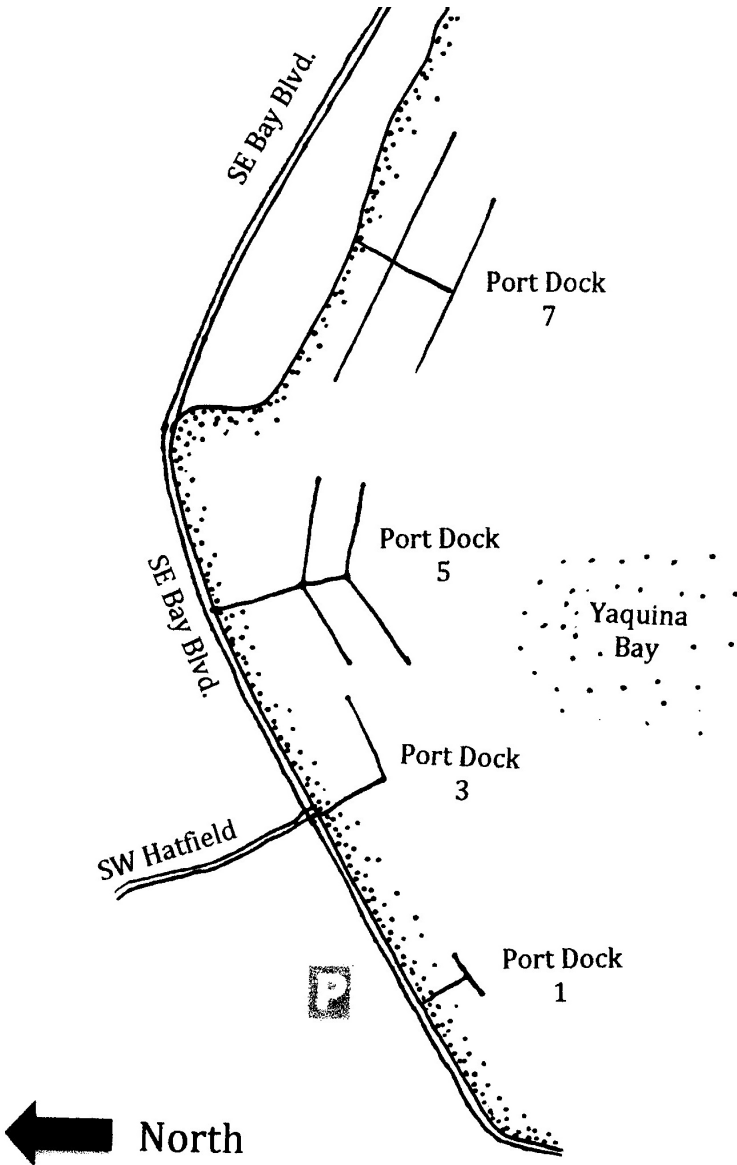 SE Bay Blvd.
Port Dock
7
Port Dock
5
SE Bay Blvd.
Yaquina
Bay
Port Dock
3
SW Hatfield
Port Dock
1
P
North